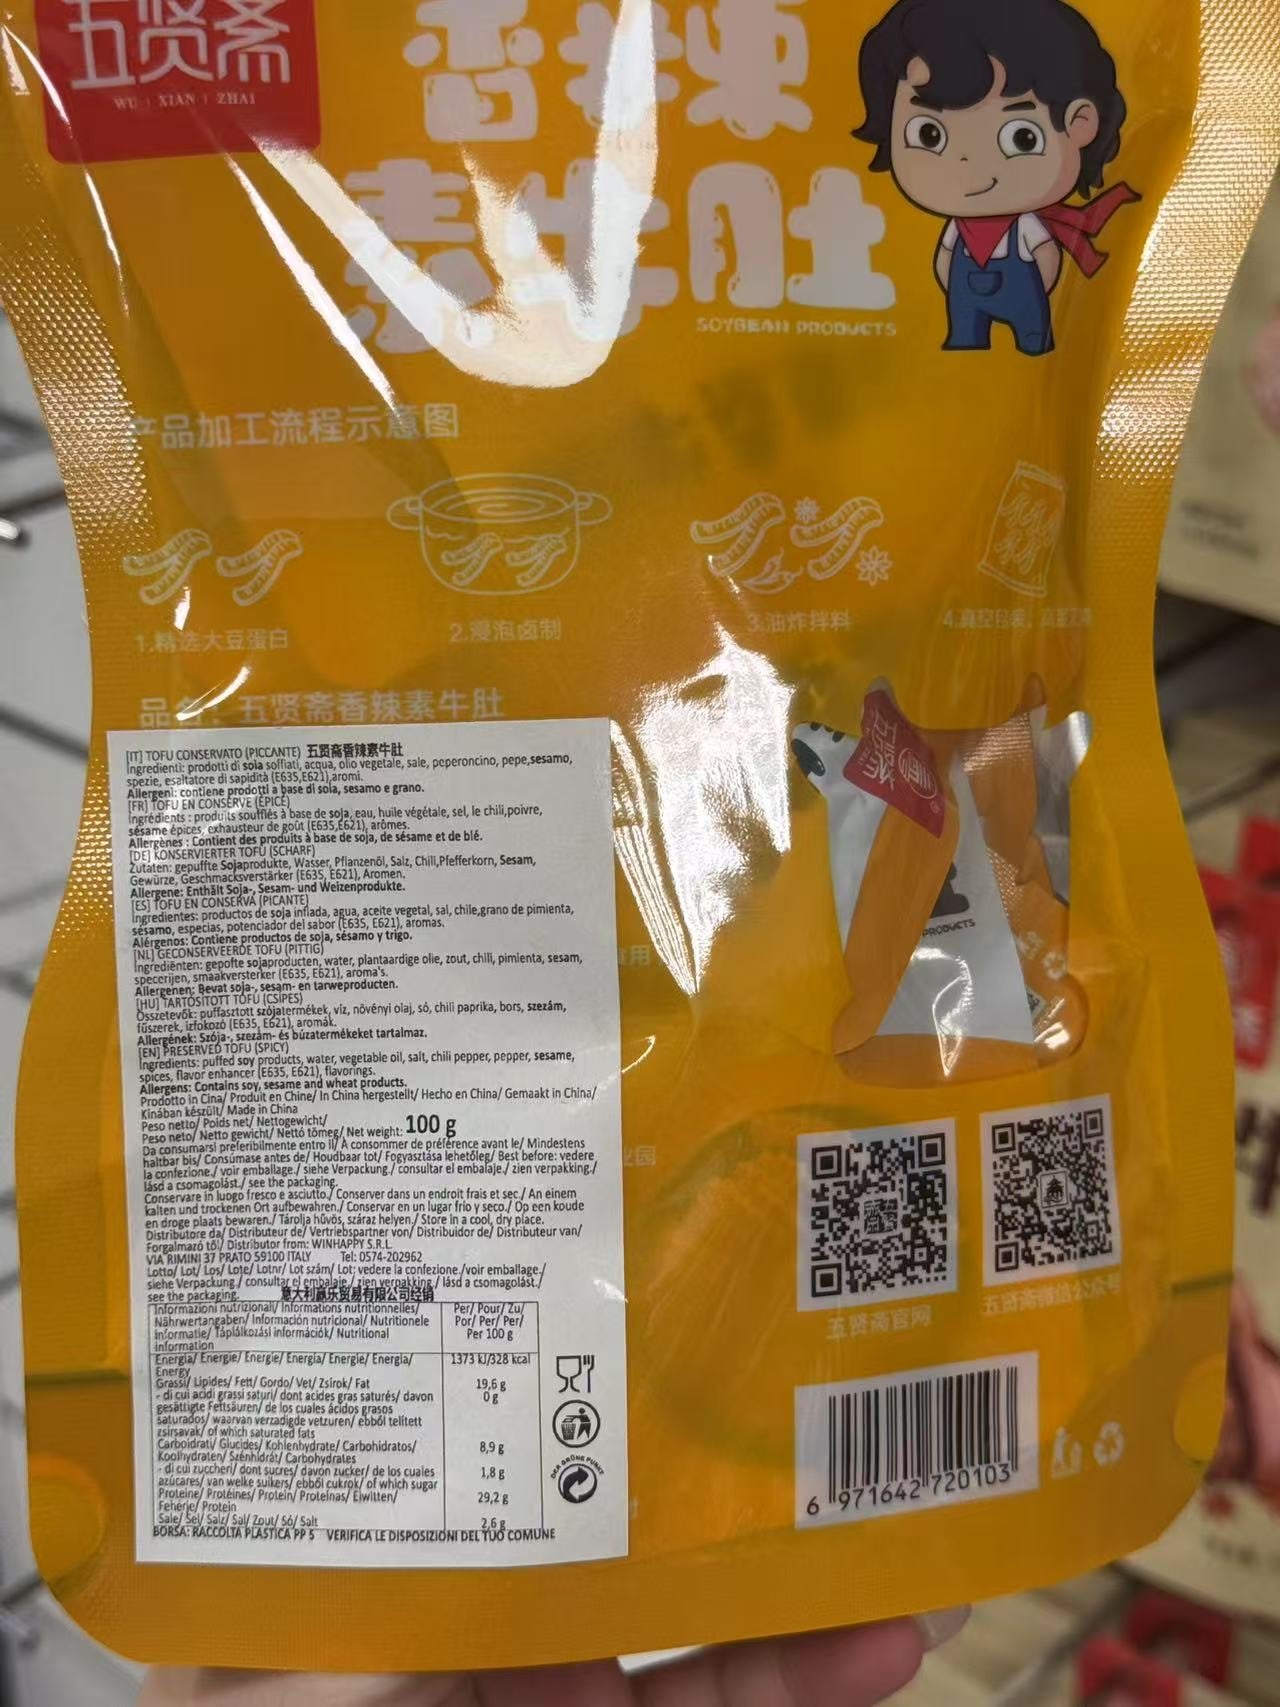 五贤斋
WU XIAN ZHAI
香辣
素牛肚
SOYBEAN PRODUCTS
产品加工流程示意图
1.精选大豆蛋白
2.浸泡卤制
3.油炸拌料
4.真空包装、高温灭菌
品名：五贤斋香辣素牛肚
[IT] TOFU CONSERVATO (PICCANTE) 五贤斋香辣素牛肚
Ingredienti: prodotti di soia soffiati, acqua, olio vegetale, sale, peperoncino, pepe,sesamo,
spezie, esaltatore di sapidità (E635,E621),aromi.
Allergeni: contiene prodotti a base di soia, sesamo e grano.
[FR] TOFU EN CONSERVE (ÉPICÉ)
Ingrédients : produits soufflés à base de soja, eau, huile végétale, sel, le chili,poivre,
sésame épices, exhausteur de goût (E635,E621), arômes.
Allergènes : Contient des produits à base de soja, de sésame et de blé.
[DE] KONSERVIERTER TOFU (SCHARF)
Zutaten: gepuffte Sojaprodukte, Wasser, Pflanzenöl, Salz, Chili,Pfefferkorn, Sesam,
Gewürze, Geschmacksverstärker (E635, E621), Aromen.
Allergene: Enthält Soja-, Sesam- und Weizenprodukte.
[ES] TOFU EN CONSERVA (PICANTE)
Ingredientes: productos de soja inflada, agua, aceite vegetal, sal, chile,grano de pimienta,
sésamo, especias, potenciador del sabor (E635, E621), aromas.
Alérgenos: Contiene productos de soja, sésamo y trigo.
[NL] GECONSERVEERDE TOFU (PITTIG)
Ingrediënten: gepofte sojaproducten, water, plantaardige olie, zout, chili, pimienta, sesam,
specerijen, smaakversterker (E635, E621), aroma's.
Allergenen: Bevat soja-, sesam- en tarweproducten.
[HU] TARTÓSÍTOTT TOFU (CSÍPES)
Összetevők: puffasztott szójatermékek, víz, növényi olaj, só, chili paprika, bors, szezám,
fűszerek, ízfokozó (E635, E621), aromák.
Allergének: Szója-, szezám- és búzatermékeket tartalmaz.
[EN] PRESERVED TOFU (SPICY)
Ingredients: puffed soy products, water, vegetable oil, salt, chili pepper, pepper, sesame,
spices, flavor enhancer (E635, E621), flavorings.
Allergens: Contains soy, sesame and wheat products.
Prodotto in Cina/ Produit en Chine/ In China hergestellt/ Hecho en China/ Gemaakt in China/
Kínában készült/ Made in China
Peso netto/ Poids net/ Nettogewicht/
Peso neto/ Netto gewicht/ Nettó tömeg/ Net weight: 100 g
Da consumarsi preferibilmente entro il/ À consommer de préférence avant le/ Mindestens
haltbar bis/ Consúmase antes de/ Houdbaar tot/ Fogyasztása lehetőleg/ Best before: vedere
la confezione./ voir emballage./ siehe Verpackung./ consultar el embalaje./ zien verpakking./
lásd a csomagolást./ see the packaging.
Conservare in luogo fresco e asciutto./ Conserver dans un endroit frais et sec./ An einem
kalten und trockenen Ort aufbewahren./ Conservar en un lugar frío y seco./ Op een koude
en droge plaats bewaren./ Tárolja hűvös, száraz helyen./ Store in a cool, dry place.
Distributore da/ Distributeur de/ Vertriebspartner von/ Distribuidor de/ Distributeur van/
Forgalmazó től/ Distributor from: WINHAPPY S.R.L.
VIA RIMINI 37 PRATO 59100 ITALY Tel: 0574-202962
Lotto/ Lot/ Los/ Lote/ Lotnr/ Lot szám/ Lot: vedere la confezione./voir emballage./
siehe Verpackung./ consultar el embalaje./ zien verpakking./ lásd a csomagolást./
see the packaging. 意大利赢乐贸易有限公司经销
Informazioni nutrizionali/ Informations nutritionnelles/
Nährwertangaben/ Información nutricional/ Nutritionele
informatie/ Táplálkozási információk/ Nutritional
information
Per/ Pour/ Zu/
Por/ Per/ Per/
Per 100 g
Energia/ Énergie/ Energie/ Energía/ Energie/ Energia/
Energy
1373 kJ/328 kcal
Grassi/ Lipides/ Fett/ Gordo/ Vet/ Zsírok/ Fat 19,6 g
- di cui acidi grassi saturi/ dont acides gras saturés/ davon 0 g
gesättigte Fettsäuren/ de los cuales ácidos grasos
saturados/ waarvan verzadigde vetzuren/ ebből telített
zsírsavak/ of which saturated fats
Carboidrati/ Glucides/ Kohlenhydrate/ Carbohidratos/ 8,9 g
Koolhydraten/ Szénhidrát/ Carbohydrates
- di cui zuccheri/ dont sucres/ davon zucker/ de los cuales 1,8 g
azúcares/ van welke suikers/ ebből cukrok/ of which sugar
Proteine/ Protéines/ Protein/ Proteínas/ Eiwitten/ 29,2 g
Fehérje/ Protein
Sale/ Sel/ Salz/ Sal/ Zout/ Só/ Salt 2,6 g
BORSA: RACCOLTA PLASTICA PP 5 VERIFICA LE DISPOSIZIONI DEL TUO COMUNE
DER GRÜNE PUNKT
食用
业园
PRODUCTS
五贤斋官网
五贤斋微信公众号
6 971642 720103